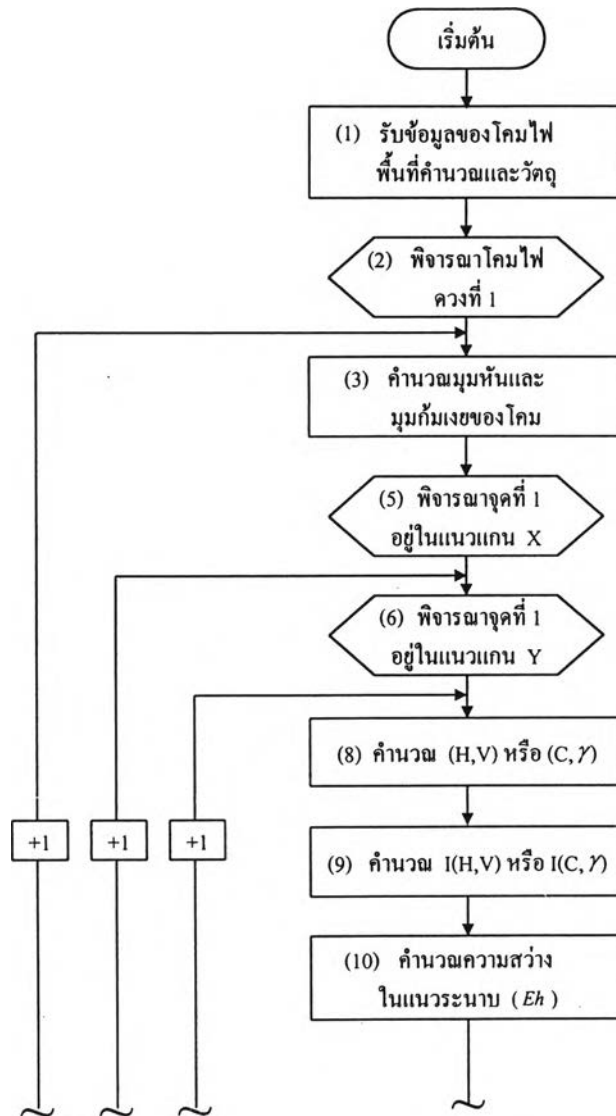 เริ่มต้น
(1) รับข้อมูลของโคมไฟ
พื้นที่คำนวณและวัตถุ
(2) พิจารณาโคมไฟ
ดวงที่ 1
(3) คำนวณมุมหันและ
มุมก้มเงยของโคม
(5) พิจารณาจุดที่ 1
อยู่ในแนวแกน X
(6) พิจารณาจุดที่ 1
อยู่ในแนวแกน Y
(8) คำนวณ (H,V) หรือ (C,γ)
+1 +1 +1
(9) คำนวณ I(H,V) หรือ I(C,γ)
(10) คำนวณความสว่าง
ในแนวระนาบ (Eh)